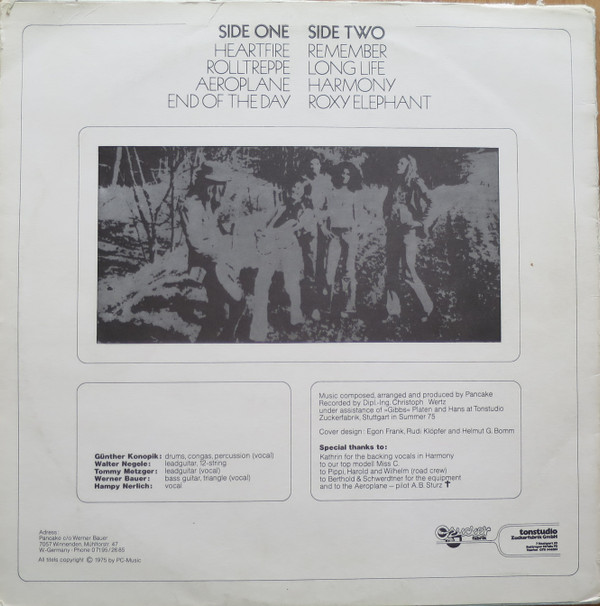 SIDE ONE
HEARTFIRE
ROLLTREPPE
AEROPLANE
END OF THE DAY
SIDE TWO
REMEMBER
LONG LIFE
HARMONY
ROXY ELEPHANT
Günther Konopik: drums, congas, percussion (vocal)
Walter Negele: leadguitar, 12-string
Tommy Metzger: leadguitar (vocal)
Werner Bauer: bass guitar, triangle (vocal)
Hampy Nerlich: vocal
Music composed, arranged and produced by Pancake
Recorded by Dipl.-Ing. Christoph Wertz
under assistance of »Gibbs« Platen and Hans at Tonstudio
Zuckerfabrik, Stuttgart in Summer 75
Cover design: Egon Frank, Rudi Klöpfer and Helmut G. Bomm
Special thanks to:
Kathrin for the backing vocals in Harmony
to our top modell Miss C.
to Pippi, Harold and Wilhelm (road crew)
to Berthold & Schwerdtner for the equipment
and to the Aeroplane – pilot A.B. Sturz
Adress:
Pancake c/o Werner Bauer
7057 Winnenden, Mühltorstr. 47
W-Germany · Phone 07195/2685
All titels copyright © 1975 by PC-Music
Zucker
fabrik
tonstudio
Zuckerfabrik GmbH